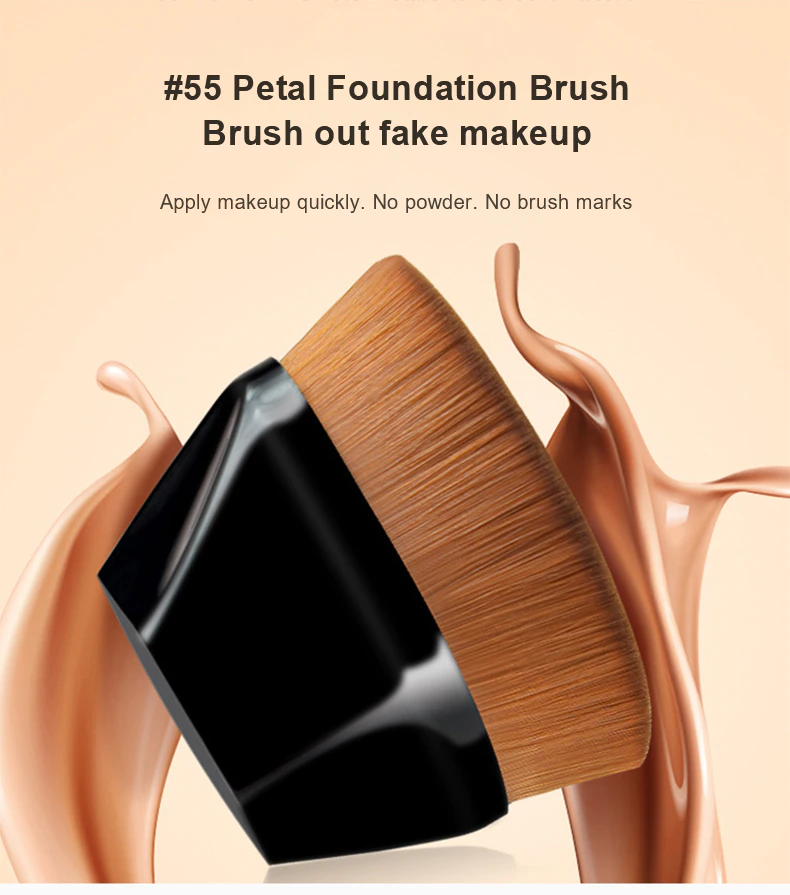 #55 Petal Foundation Brush
Brush out fake makeup
Apply makeup quickly. No powder. No brush marks